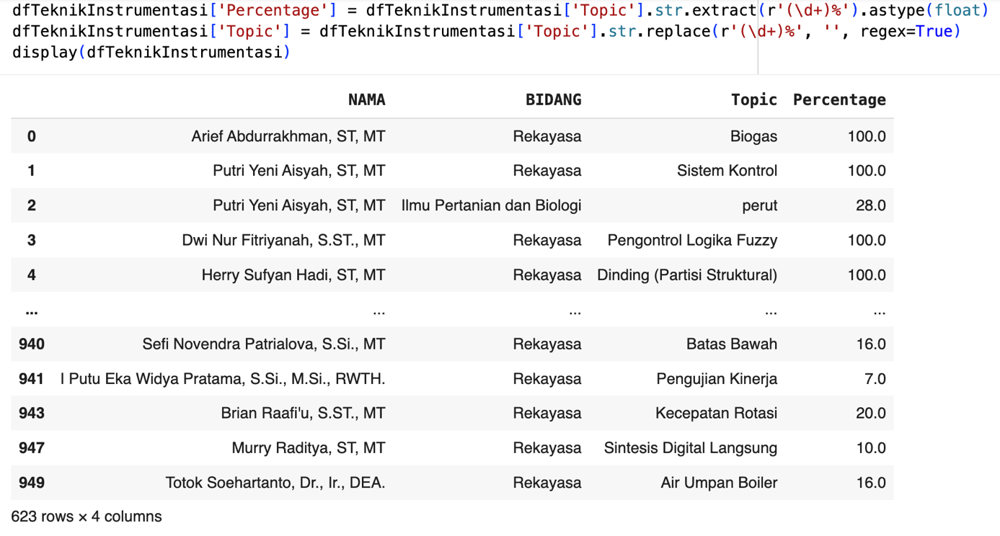 dfTeknikInstrumentasi['Percentage'] = dfTeknikInstrumentasi['Topic'].str.extract(r'(\d+)%').astype(float)
dfTeknikInstrumentasi['Topic'] = dfTeknikInstrumentasi['Topic'].str.replace(r'(\d+)%', '', regex=True)
display(dfTeknikInstrumentasi)
NAMA BIDANG Topic Percentage
0 Arief Abdurrakhman, ST, MT Rekayasa Biogas 100.0
1 Putri Yeni Aisyah, ST, MT Rekayasa Sistem Kontrol 100.0
2 Putri Yeni Aisyah, ST, MT Ilmu Pertanian dan Biologi perut 28.0
3 Dwi Nur Fitriyanah, S.ST., MT Rekayasa Pengontrol Logika Fuzzy 100.0
4 Herry Sufyan Hadi, ST, MT Rekayasa Dinding (Partisi Struktural) 100.0
... ... ... ... ...
940 Sefi Novendra Patrialova, S.Si., MT Rekayasa Batas Bawah 16.0
941 I Putu Eka Widya Pratama, S.Si., M.Si., RWTH. Rekayasa Pengujian Kinerja 7.0
943 Brian Raafi'u, S.ST., MT Rekayasa Kecepatan Rotasi 20.0
947 Murry Raditya, ST, MT Rekayasa Sintesis Digital Langsung 10.0
949 Totok Soehartanto, Dr., Ir., DEA. Rekayasa Air Umpan Boiler 16.0
623 rows × 4 columns